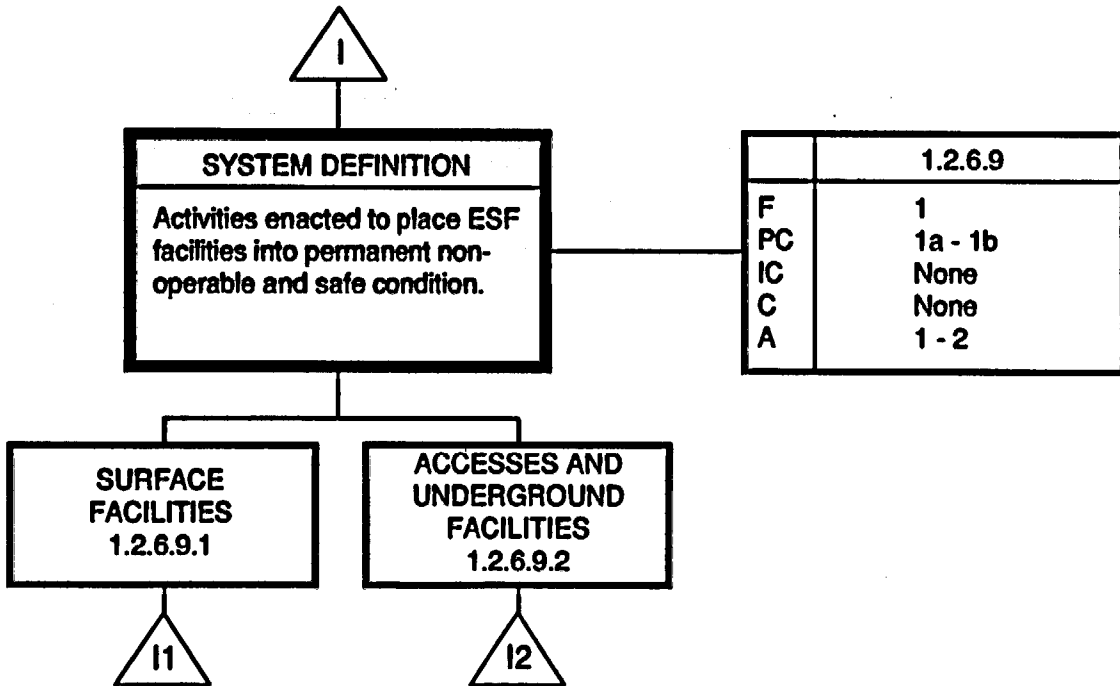 I
SYSTEM DEFINITION
Activities enacted to place ESF
facilities into permanent non-
operable and safe condition.
1.2.6.9
F 1
PC 1a - 1b
IC None
C None
A 1 - 2
SURFACE
FACILITIES
1.2.6.9.1
ACCESSES AND
UNDERGROUND
FACILITIES
1.2.6.9.2
I1
I2